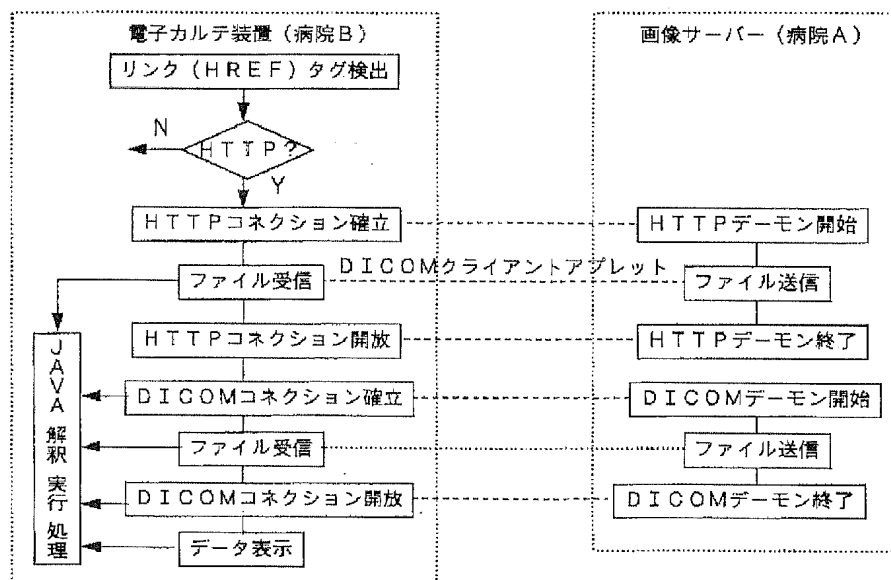 電子カルテ装置（病院Ｂ）
リンク（ＨＲＥＦ）タグ検出
Ｎ
ＨＴＴＰ？
Ｙ
ＨＴＴＰコネクション確立
ファイル受信
ＨＴＴＰコネクション開放
ＤＩＣＯＭコネクション確立
ファイル受信
ＤＩＣＯＭコネクション開放
データ表示
ＪＡＶＡ解釈実行処理
ＤＩＣＯＭクライアントアプレット
画像サーバー（病院Ａ）
ＨＴＴＰデーモン開始
ファイル送信
ＨＴＴＰデーモン終了
ＤＩＣＯＭデーモン開始
ファイル送信
ＤＩＣＯＭデーモン終了